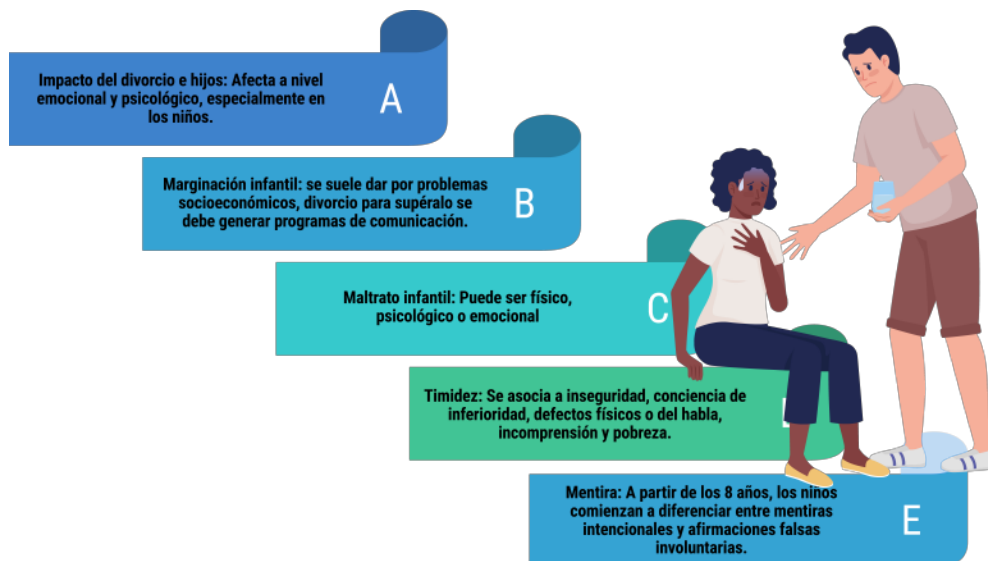 Impacto del divorcio e hijos: Afecta a nivel
emocional y psicológico, especialmente en
los niños.
A
Marginación infantil: se suele dar por problemas
socioeconómicos, divorcio para supéralo se
debe generar programas de comunicación.
B
Maltrato infantil: Puede ser físico,
psicológico o emocional
C
Timidez: Se asocia a inseguridad, conciencia de
inferioridad, defectos físicos o del habla,
incomprensión y pobreza.
Mentira: A partir de los 8 años, los niños
comienzan a diferenciar entre mentiras
intencionales y afirmaciones falsas
involuntarias.
E